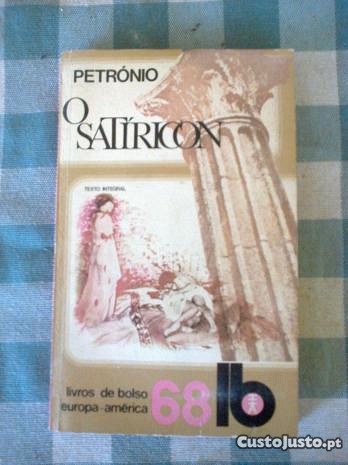 PETRÓNIO
O
SATÍRICON
TEXTO INTEGRAL
livros de bolso
europa-américa
68 lb
CustoJusto.pt